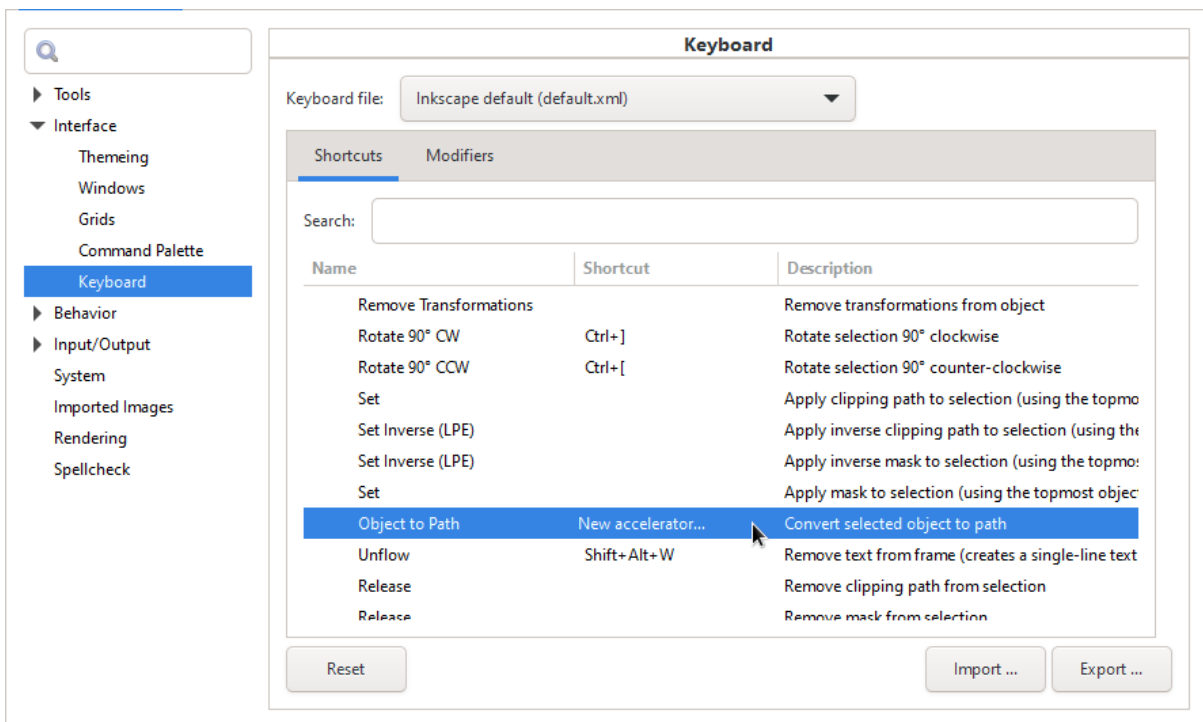 Keyboard
Tools
Interface
Themeing
Windows
Grids
Command Palette
Keyboard
Behavior
Input/Output
System
Imported Images
Rendering
Spellcheck
Keyboard file: Inkscape default (default.xml)
Shortcuts Modifiers
Search:
Name Shortcut Description
Remove Transformations Remove transformations from object
Rotate 90° CW Ctrl+] Rotate selection 90° clockwise
Rotate 90° CCW Ctrl+[ Rotate selection 90° counter-clockwise
Set Apply clipping path to selection (using the topmo
Set Inverse (LPE) Apply inverse clipping path to selection (using the
Set Inverse (LPE) Apply inverse mask to selection (using the topmos
Set Apply mask to selection (using the topmost object
Object to Path New accelerator... Convert selected object to path
Unflow Shift+Alt+W Remove text from frame (creates a single-line text
Release Remove clipping path from selection
Release Remove mask from selection
Reset Import ... Export ...